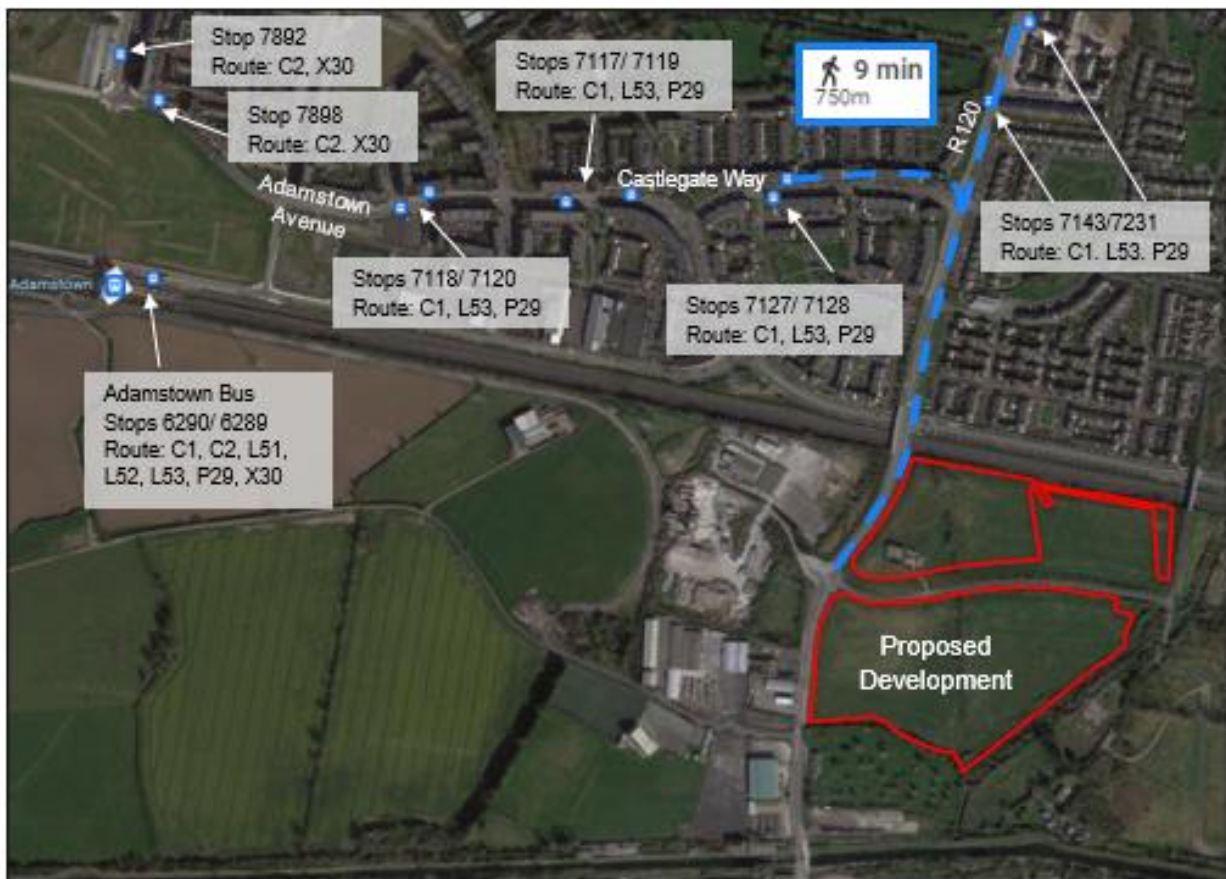 Stop 7892
Route: C2, X30
Stops 7117/ 7119
Route: C1, L53, P29
9 min
750m
Stop 7898
Route: C2. X30
R120
Castlegate Way
Adamstown
Avenue
Stops 7143/7231
Route: C1. L53. P29
Adamstown
Stops 7118/ 7120
Route: C1, L53, P29
Stops 7127/ 7128
Route: C1, L53, P29
Adamstown Bus
Stops 6290/ 6289
Route: C1, C2, L51,
L52, L53, P29, X30
Proposed
Development